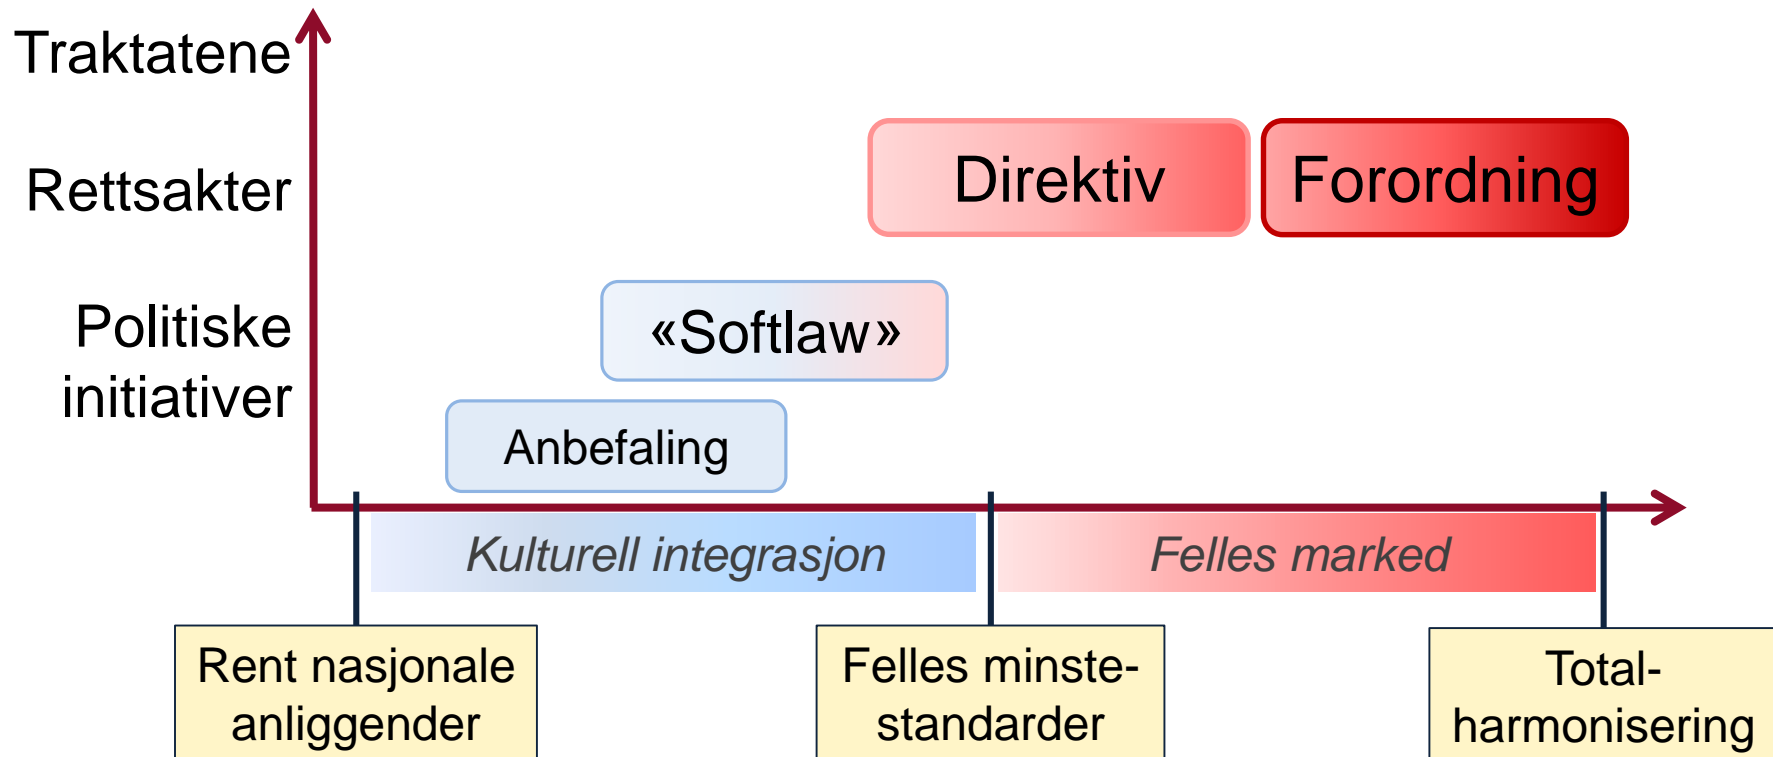 Traktatene
Rettsakter
Direktiv
Forordning
Politiske
initiativer
«Softlaw»
Anbefaling
Kulturell integrasjon
Felles marked
Rent nasjonale
anliggender
Felles minste-
standarder
Total-
harmonisering